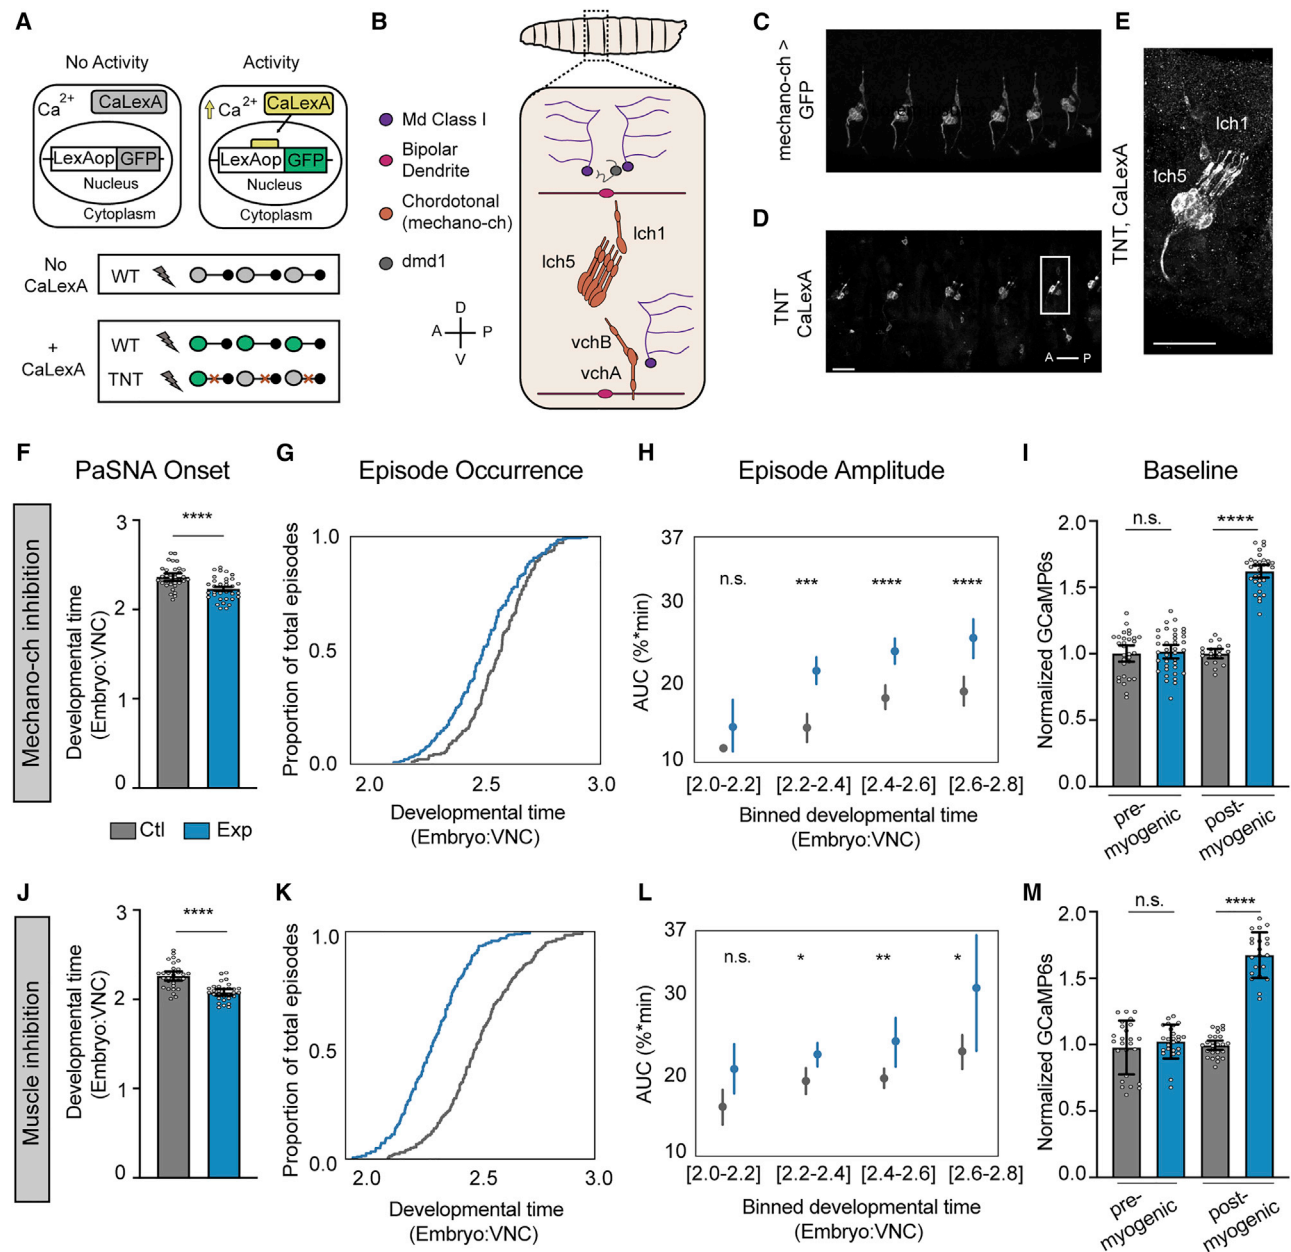 A
No Activity
Activity
Ca2+
CaLexA
Ca2+
CaLexA
LexAop GFP
Nucleus
Cytoplasm
LexAop GFP
Nucleus
Cytoplasm
No
CaLexA
WT
+
CaLexA
WT
TNT
B
Md Class I
Bipolar
Dendrite
Chordotonal
(mechano-ch)
dmd1
D
A
P
V
lch1
lch5
vchB
vchA
C
mechano-ch >
GFP
D
TNT
CaLexA
A
P
E
TNT, CaLexA
lch1
lch5
F
PaSNA Onset
G
Episode Occurrence
H
Episode Amplitude
I
Baseline
Mechano-ch inhibition
Developmental time
(Embryo:VNC)
3
2
1
0
****
Ctl
Exp
Proportion of total episodes
1.0
0.5
0.0
2.0
2.5
3.0
Developmental time
(Embryo:VNC)
AUC (%*min)
37
30
20
10
n.s.
***
****
****
[2.0-2.2]
[2.2-2.4]
[2.4-2.6]
[2.6-2.8]
Binned developmental time
(Embryo:VNC)
Normalized GCaMP6s
2.0
1.5
1.0
0.5
0.0
n.s.
****
pre-
myogenic
post-
myogenic
J
K
L
M
Muscle inhibition
Developmental time
(Embryo:VNC)
3
2
1
0
****
Proportion of total episodes
1.0
0.5
0.0
2.0
2.5
3.0
Developmental time
(Embryo:VNC)
AUC (%*min)
37
30
20
10
n.s.
*
**
*
[2.0-2.2]
[2.2-2.4]
[2.4-2.6]
[2.6-2.8]
Binned developmental time
(Embryo:VNC)
Normalized GCaMP6s
2.0
1.5
1.0
0.5
0.0
n.s.
****
pre-
myogenic
post-
myogenic